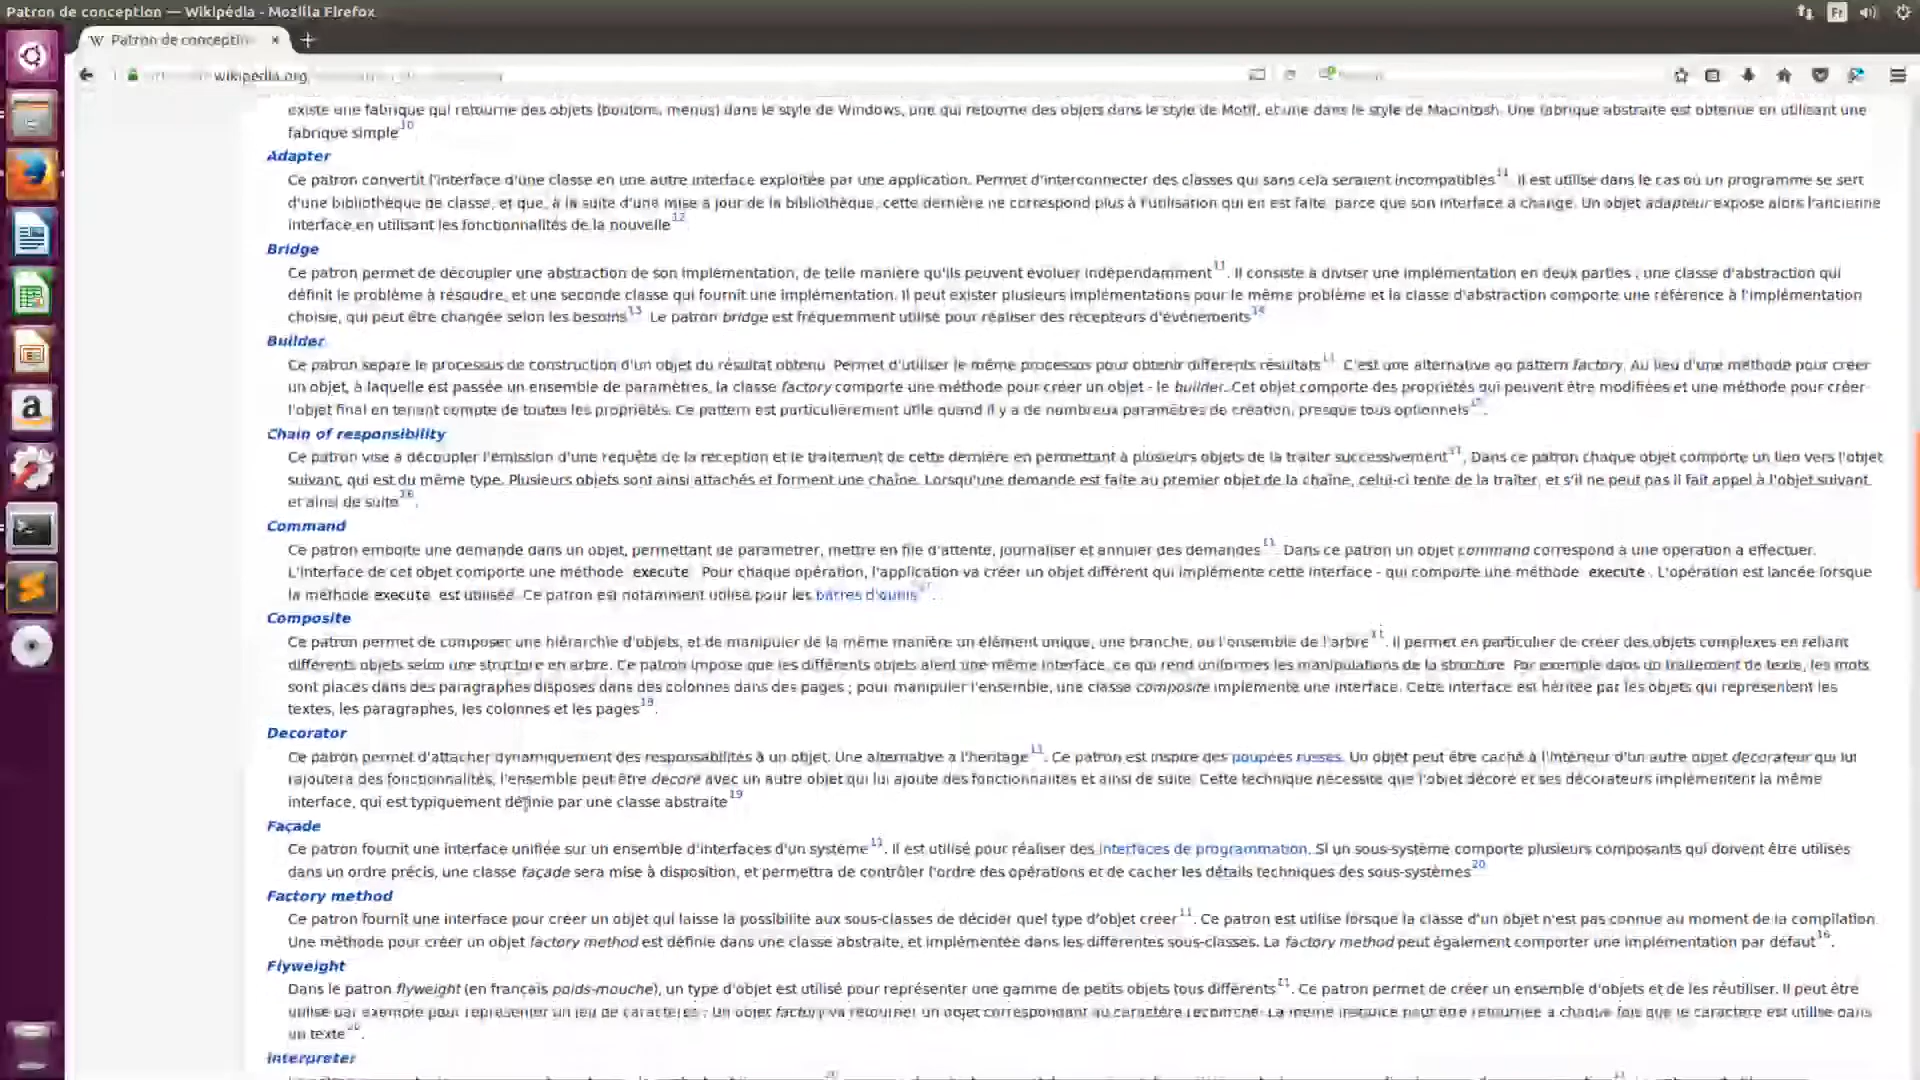 Patron de conception — Wikipédia - Mozilla Firefox
Fr
W Patron de conceptio × +
wikipedia.org
existe une fabrique qui retourne des objets (boutons, menus) dans le style de Windows, une qui retourne des objets dans le style de Motif, et une dans le style de Macintosh. Une fabrique abstraite est obtenue en utilisant une
fabrique simple10.
Adapter
Ce patron convertit l'interface d'une classe en une autre interface exploitée par une application. Permet d'interconnecter des classes qui sans cela seraient incompatibles11. Il est utilisé dans le cas où un programme se sert
d'une bibliothèque de classe, et que, à la suite d'une mise à jour de la bibliothèque, cette dernière ne correspond plus à l'utilisation qui en est faite, parce que son interface a changé. Un objet adapteur expose alors l'ancienne
interface en utilisant les fonctionnalités de la nouvelle12.
Bridge
Ce patron permet de découpler une abstraction de son implémentation, de telle manière qu'ils peuvent évoluer indépendamment11. Il consiste à diviser une implémentation en deux parties : une classe d'abstraction qui
définit le problème à résoudre, et une seconde classe qui fournit une implémentation. Il peut exister plusieurs implémentations pour le même problème et la classe d'abstraction comporte une référence à l'implémentation
choisie, qui peut être changée selon les besoins13. Le patron bridge est fréquemment utilisé pour réaliser des récepteurs d'événements14
Builder
Ce patron sépare le processus de construction d'un objet du résultat obtenu. Permet d'utiliser le même processus pour obtenir différents résultats11. C'est une alternative au pattern factory. Au lieu d'une méthode pour créer
un objet, à laquelle est passée un ensemble de paramètres, la classe factory comporte une méthode pour créer un objet - le builder. Cet objet comporte des propriétés qui peuvent être modifiées et une méthode pour créer
l'objet final en tenant compte de toutes les propriétés. Ce pattern est particulièrement utile quand il y a de nombreux paramètres de création, presque tous optionnels15.
Chain of responsibility
Ce patron vise à découpler l'émission d'une requête de la réception et le traitement de cette dernière en permettant à plusieurs objets de la traiter successivement11. Dans ce patron chaque objet comporte un lien vers l'objet
suivant, qui est du même type. Plusieurs objets sont ainsi attachés et forment une chaîne. Lorsqu'une demande est faite au premier objet de la chaîne, celui-ci tente de la traiter, et s'il ne peut pas il fait appel à l'objet suivant,
et ainsi de suite16.
Command
Ce patron emboîte une demande dans un objet, permettant de paramétrer, mettre en file d'attente, journaliser et annuler des demandes11. Dans ce patron un objet command correspond à une opération à effectuer.
L'interface de cet objet comporte une méthode execute. Pour chaque opération, l'application va créer un objet différent qui implémente cette interface - qui comporte une méthode execute. L'opération est lancée lorsque
la méthode execute est utilisée. Ce patron est notamment utilisé pour les barres d'outils17.
Composite
Ce patron permet de composer une hiérarchie d'objets, et de manipuler de la même manière un élément unique, une branche, ou l'ensemble de l'arbre11. Il permet en particulier de créer des objets complexes en reliant
différents objets selon une structure en arbre. Ce patron impose que les différents objets aient une même interface, ce qui rend uniformes les manipulations de la structure. Par exemple dans un traitement de texte, les mots
sont placés dans des paragraphes disposés dans des colonnes dans des pages ; pour manipuler l'ensemble, une classe composite implémente une interface. Cette interface est héritée par les objets qui représentent les
textes, les paragraphes, les colonnes et les pages18.
Decorator
Ce patron permet d'attacher dynamiquement des responsabilités à un objet. Une alternative à l'héritage11. Ce patron est inspiré des poupées russes. Un objet peut être caché à l'intérieur d'un autre objet décorateur qui lui
rajoutera des fonctionnalités, l'ensemble peut être décoré avec un autre objet qui lui ajoute des fonctionnalités et ainsi de suite. Cette technique nécessite que l'objet décoré et ses décorateurs implémentent la même
interface, qui est typiquement définie par une classe abstraite19
Façade
Ce patron fournit une interface unifiée sur un ensemble d'interfaces d'un système11. Il est utilisé pour réaliser des interfaces de programmation. Si un sous-système comporte plusieurs composants qui doivent être utilisés
dans un ordre précis, une classe façade sera mise à disposition, et permettra de contrôler l'ordre des opérations et de cacher les détails techniques des sous-systèmes20
Factory method
Ce patron fournit une interface pour créer un objet qui laisse la possibilité aux sous-classes de décider quel type d'objet créer11. Ce patron est utilisé lorsque la classe d'un objet n'est pas connue au moment de la compilation.
Une méthode pour créer un objet factory method est définie dans une classe abstraite, et implémentée dans les différentes sous-classes. La factory method peut également comporter une implémentation par défaut16.
Flyweight
Dans le patron flyweight (en français poids-mouche), un type d'objet est utilisé pour représenter une gamme de petits objets tous différents11. Ce patron permet de créer un ensemble d'objets et de les réutiliser. Il peut être
utilisé par exemple pour représenter un jeu de caractères : Un objet factory va retourner un objet correspondant au caractère recherché. La même instance peut être retournée à chaque fois que le caractère est utilisé dans
un texte.
Interpreter